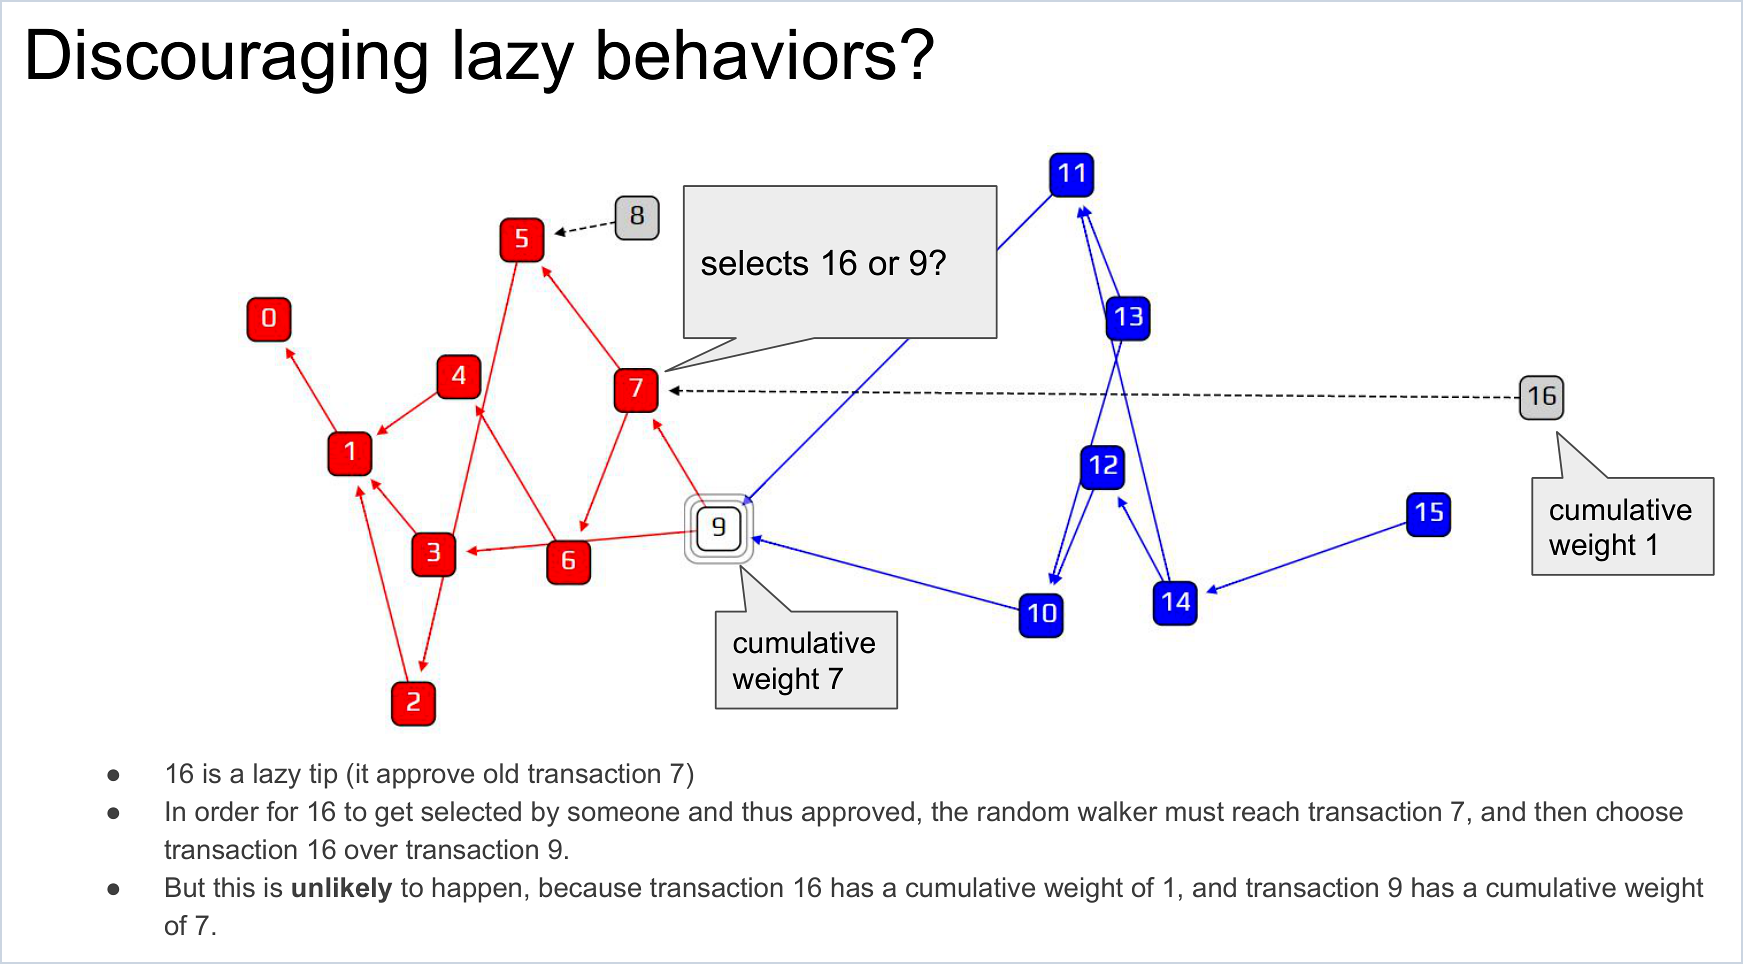 Discouraging lazy behaviors?
11
8
5
selects 16 or 9?
0
13
4
7
16
1
12
9
15
cumulative
weight 1
3
6
14
10
cumulative
weight 7
2
● 16 is a lazy tip (it approve old transaction 7)
● In order for 16 to get selected by someone and thus approved, the random walker must reach transaction 7, and then choose
transaction 16 over transaction 9.
● But this is unlikely to happen, because transaction 16 has a cumulative weight of 1, and transaction 9 has a cumulative weight
of 7.